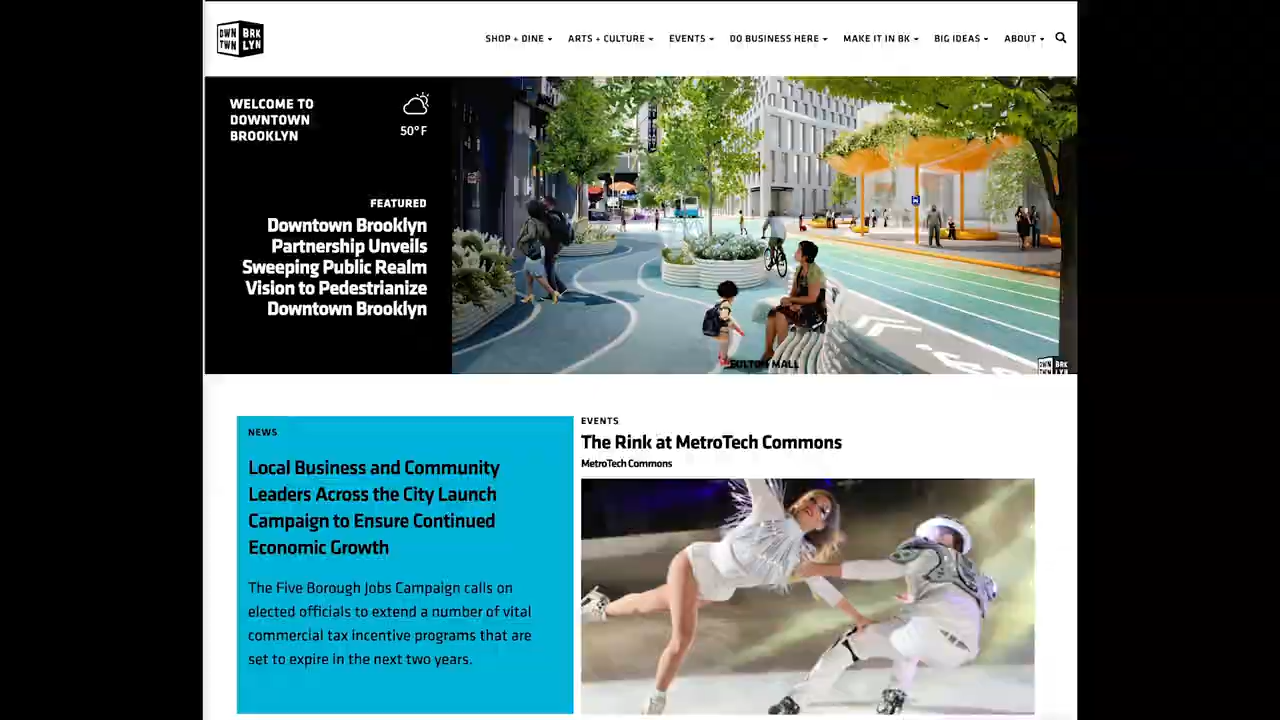 DWN BRK
TWN LYN
SHOP + DINE ARTS + CULTURE EVENTS DO BUSINESS HERE MAKE IT IN BK BIG IDEAS ABOUT
WELCOME TO
DOWNTOWN
BROOKLYN
50° F
FEATURED
Downtown Brooklyn
Partnership Unveils
Sweeping Public Realm
Vision to Pedestrianize
Downtown Brooklyn
FULTON MALL
DWN BRK
TWN LYN
NEWS
Local Business and Community
Leaders Across the City Launch
Campaign to Ensure Continued
Economic Growth
The Five Borough Jobs Campaign calls on
elected officials to extend a number of vital
commercial tax incentive programs that are
set to expire in the next two years.
EVENTS
The Rink at MetroTech Commons
MetroTech Commons